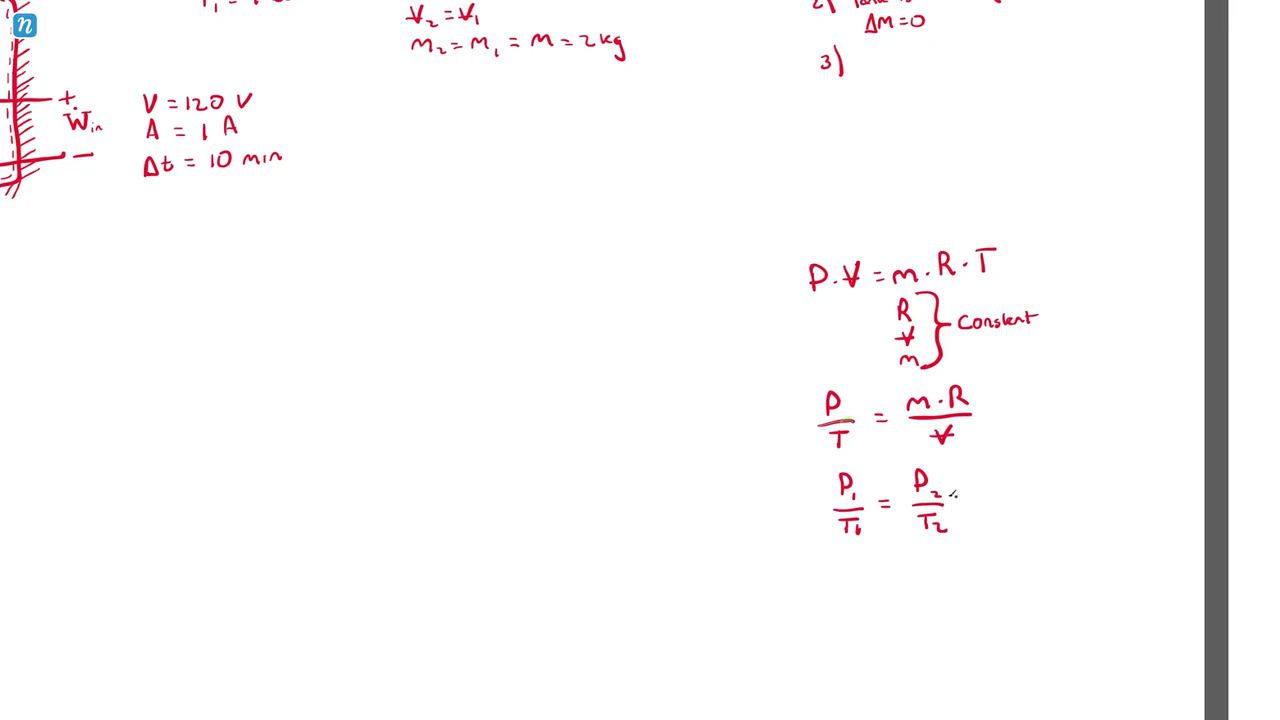 n
V₂ = V₁
m₂ = m₁ = m = 2 kg
ΔM = 0
3)
+
Ẇin
−
V = 120 V
A = 1 A
Δt = 10 min
P · V = m · R · T
R
V
m
} Constent
P/T = m · R/V
P₁/T₁ = P₂/T₂